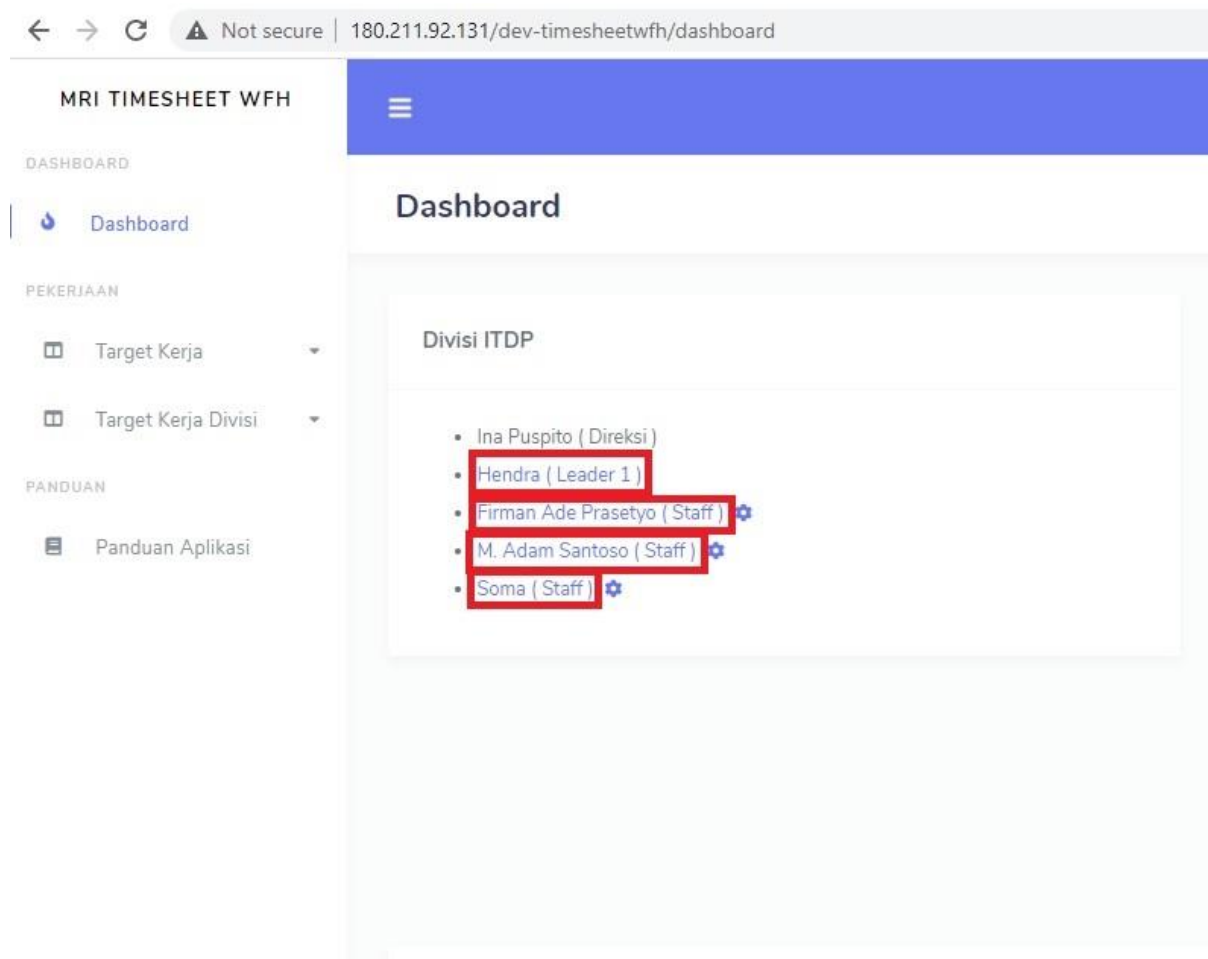 Not secure | 180.211.92.131/dev-timesheetwfh/dashboard
MRI TIMESHEET WFH
DASHBOARD
Dashboard
PEKERJAAN
Target Kerja
Target Kerja Divisi
PANDUAN
Panduan Aplikasi
Dashboard
Divisi ITDP
• Ina Puspito ( Direksi )
• Hendra ( Leader 1 )
• Firman Ade Prasetyo ( Staff )
• M. Adam Santoso ( Staff )
• Soma ( Staff )